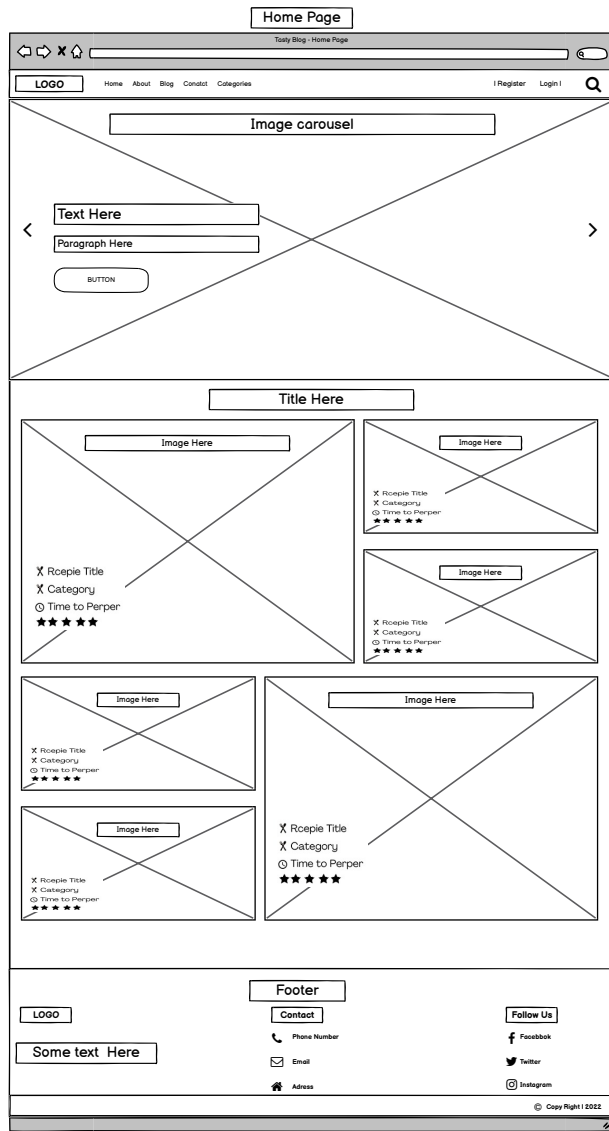 Home Page
Tasty Blog - Home Page
LOGO
Home About Blog Conatct Categories
| Register Login |
Image carousel
Text Here
Paragraph Here
BUTTON
Title Here
Image Here
Rcepie Title
Category
Time to Perper
Image Here
Rcepie Title
Category
Time to Perper
Image Here
Rcepie Title
Category
Time to Perper
Image Here
Rcepie Title
Category
Time to Perper
Image Here
Rcepie Title
Category
Time to Perper
Image Here
Rcepie Title
Category
Time to Perper
Footer
LOGO
Some text Here
Contact
Phone Number
Email
Adress
Follow Us
Facebbok
Twitter
Instagram
© Copy Right | 2022